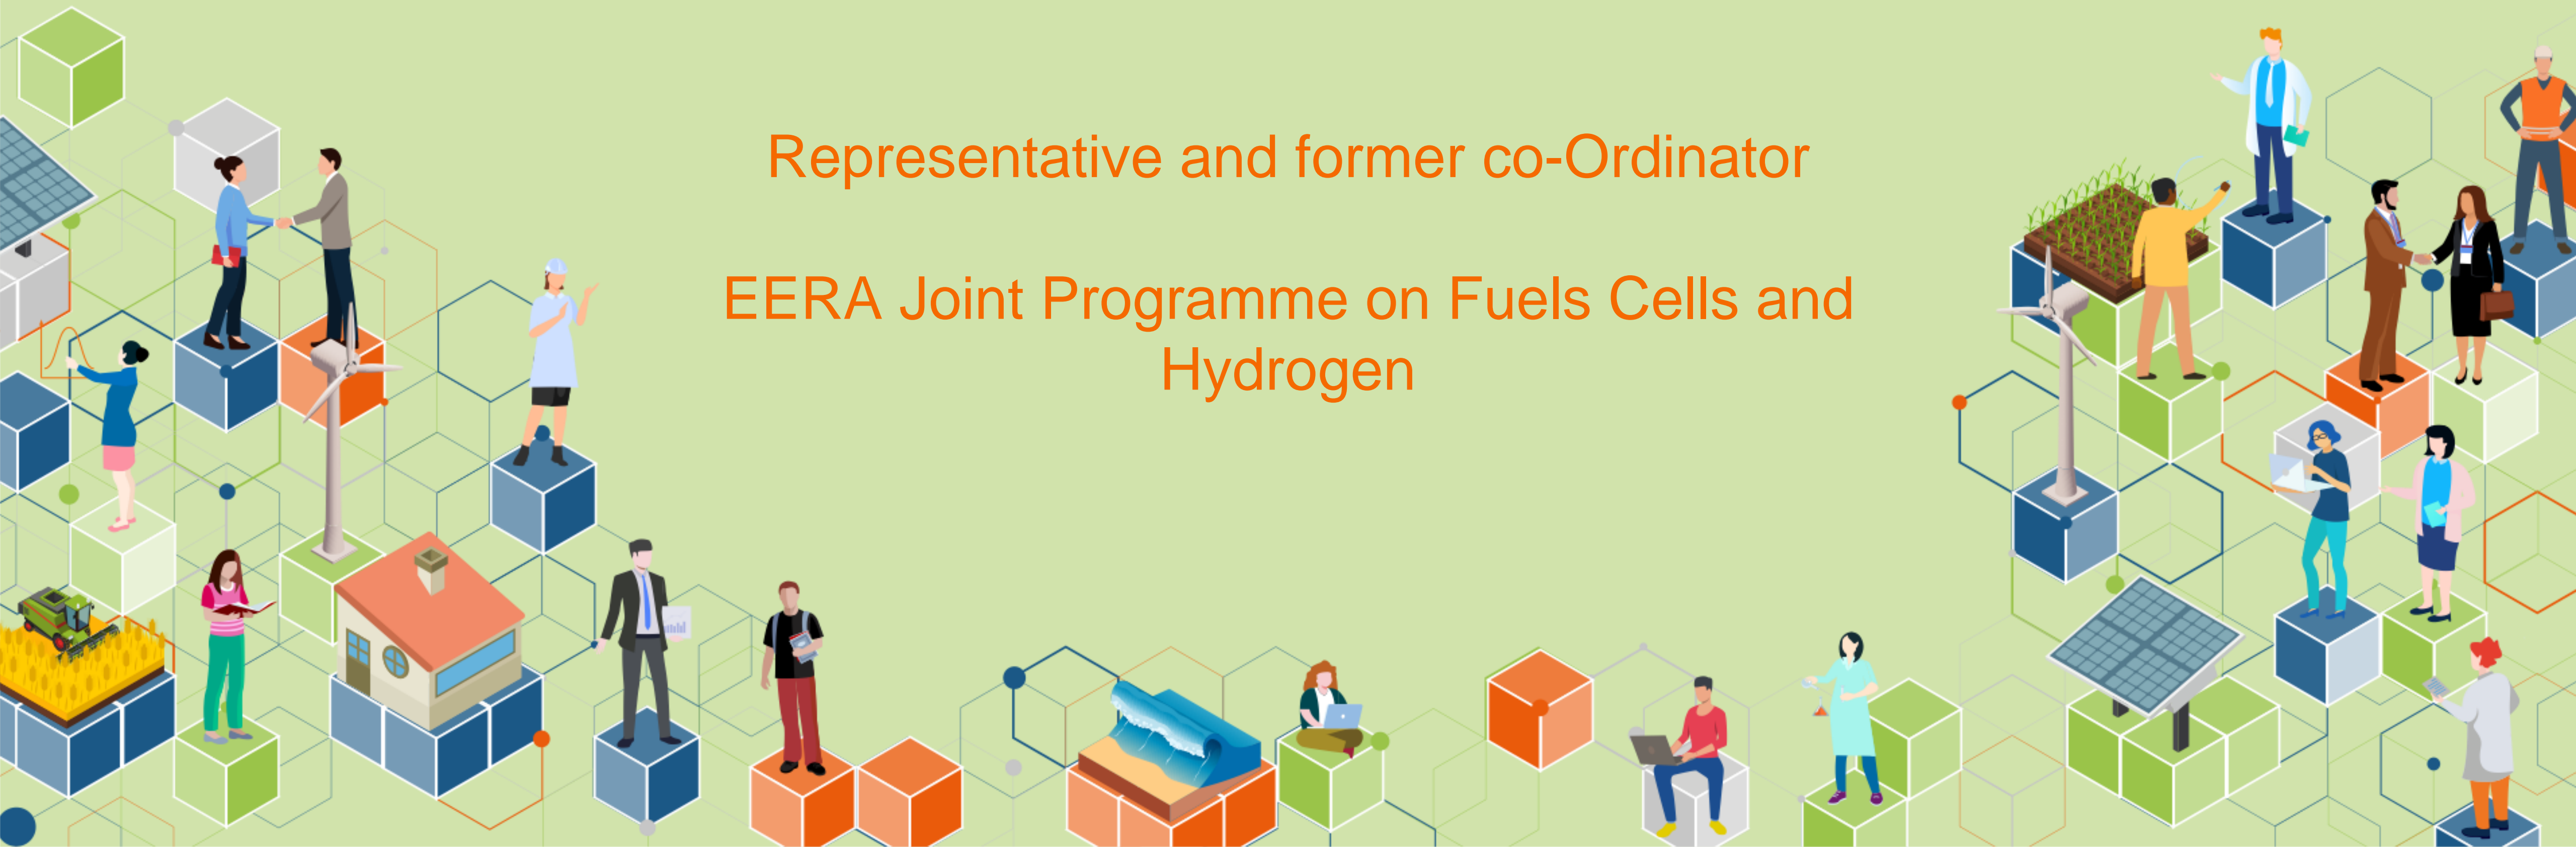 Representative and former co-Ordinator
EERA Joint Programme on Fuels Cells and
Hydrogen